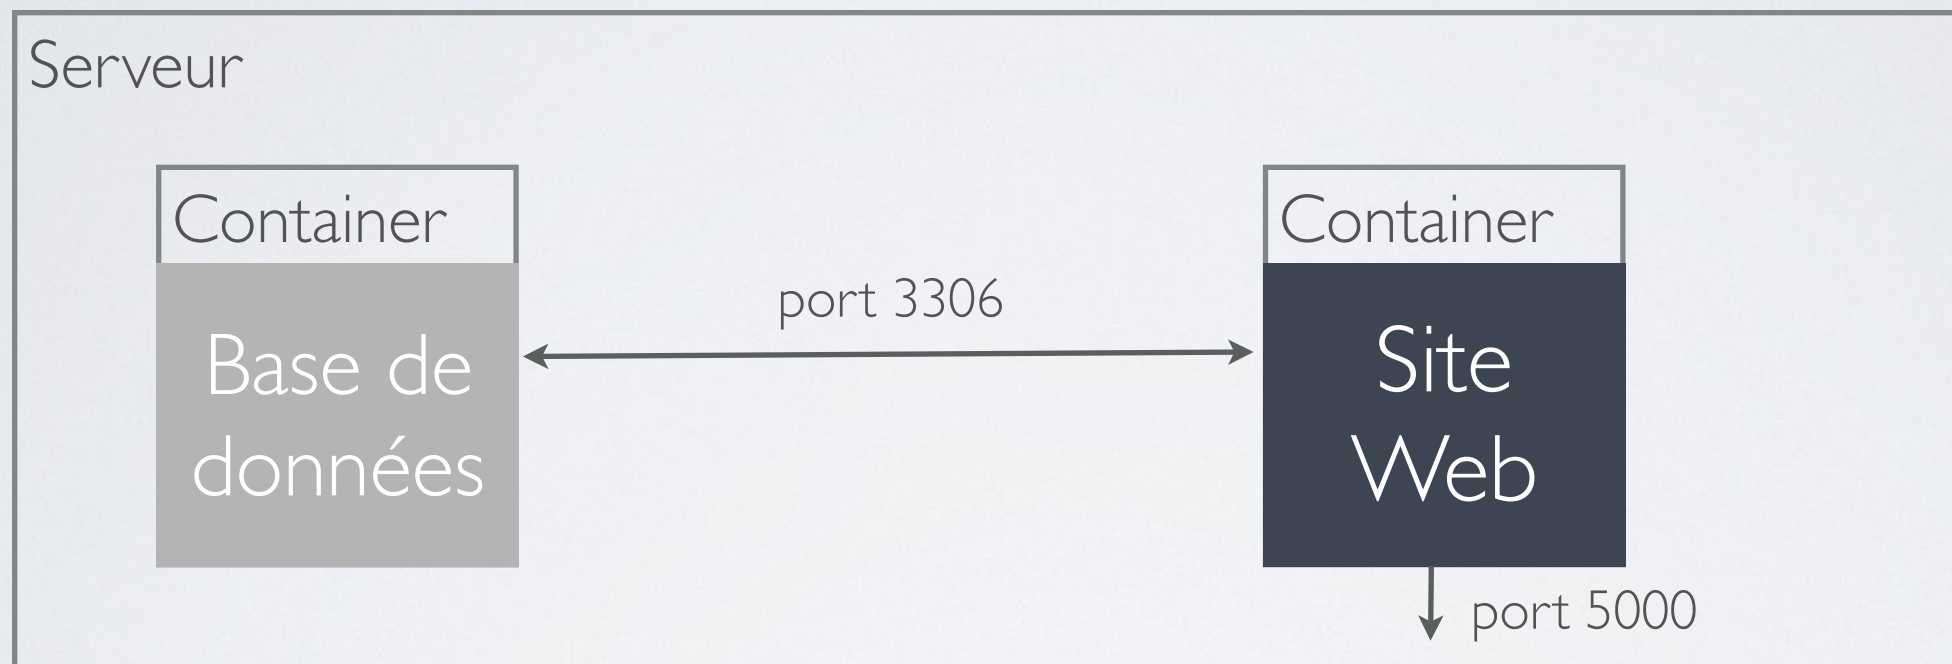 Serveur
Container
Base de
données
port 3306
Container
Site
Web
port 5000